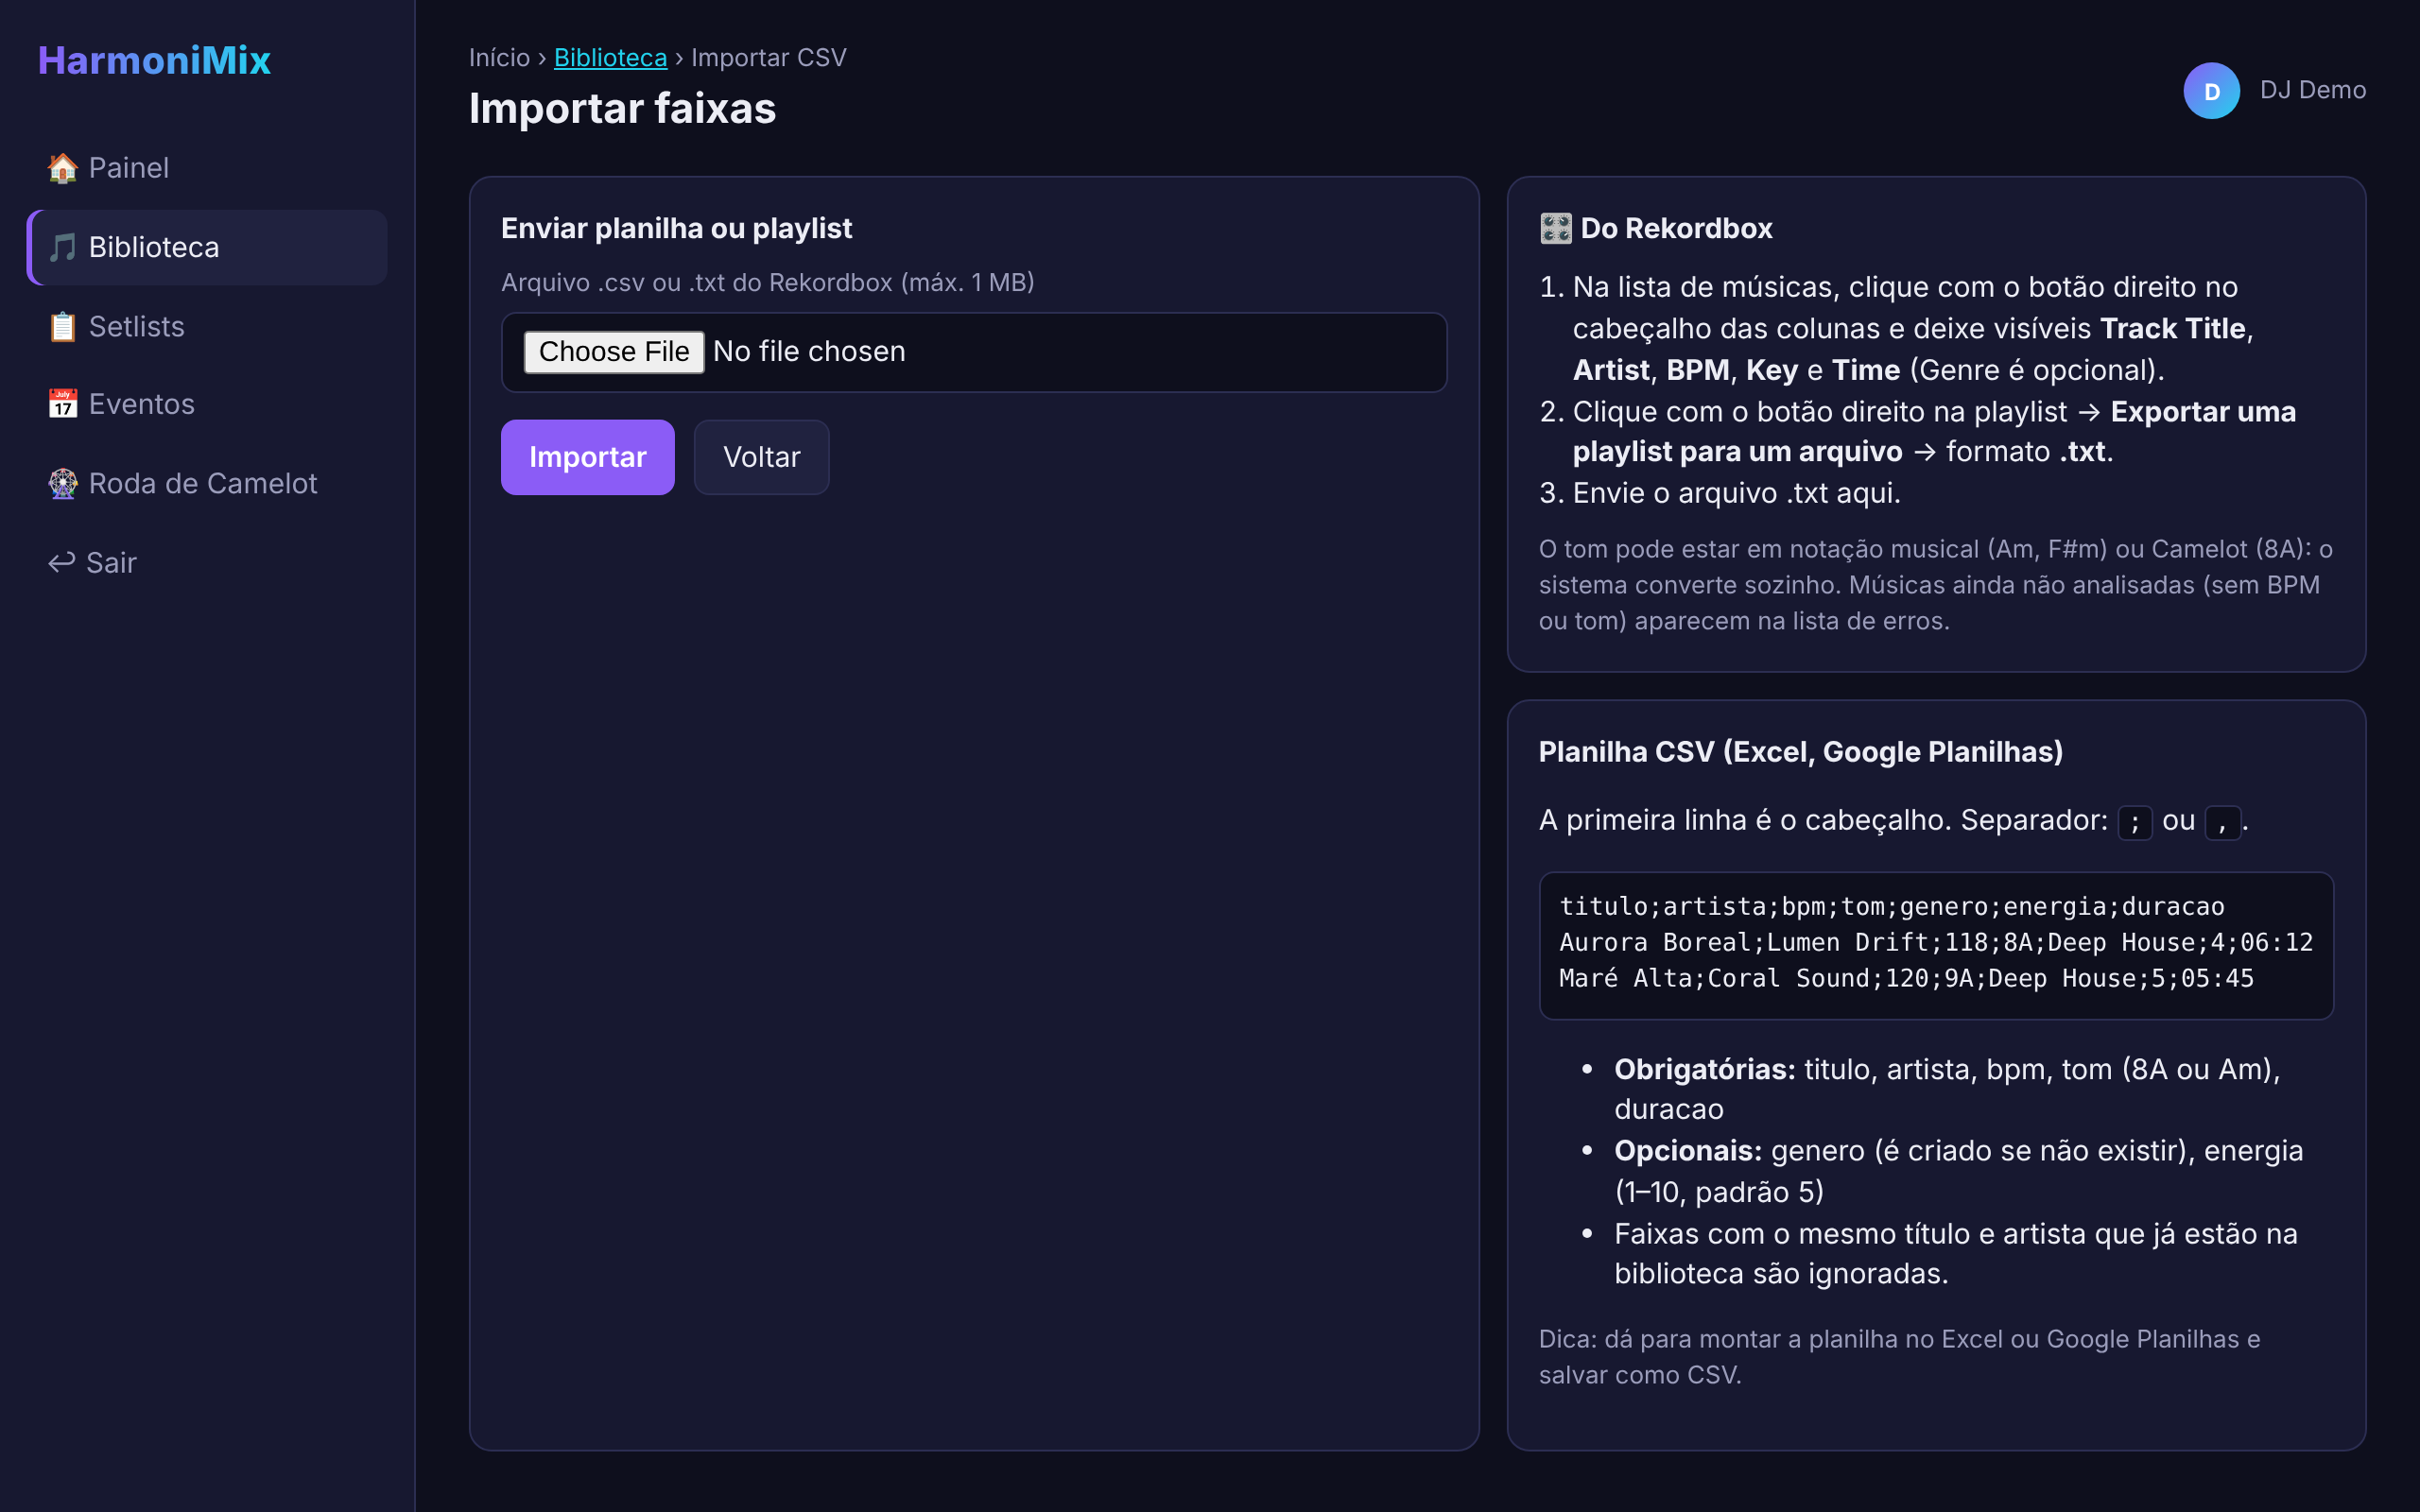 HarmoniMix
🏠 Painel
🎵 Biblioteca
📋 Setlists
📅 Eventos
🎡 Roda de Camelot
↩ Sair
Início › Biblioteca › Importar CSV
Importar faixas
D
DJ Demo
Enviar planilha ou playlist
Arquivo .csv ou .txt do Rekordbox (máx. 1 MB)
Choose File No file chosen
Importar
Voltar
🎛️ Do Rekordbox
1. Na lista de músicas, clique com o botão direito no
cabeçalho das colunas e deixe visíveis Track Title,
Artist, BPM, Key e Time (Genre é opcional).
2. Clique com o botão direito na playlist → Exportar uma
playlist para um arquivo → formato .txt.
3. Envie o arquivo .txt aqui.
O tom pode estar em notação musical (Am, F#m) ou Camelot (8A): o
sistema converte sozinho. Músicas ainda não analisadas (sem BPM
ou tom) aparecem na lista de erros.
Planilha CSV (Excel, Google Planilhas)
A primeira linha é o cabeçalho. Separador: ; ou ,.
titulo;artista;bpm;tom;genero;energia;duracao
Aurora Boreal;Lumen Drift;118;8A;Deep House;4;06:12
Maré Alta;Coral Sound;120;9A;Deep House;5;05:45
• Obrigatórias: titulo, artista, bpm, tom (8A ou Am),
duracao
• Opcionais: genero (é criado se não existir), energia
(1–10, padrão 5)
• Faixas com o mesmo título e artista que já estão na
biblioteca são ignoradas.
Dica: dá para montar a planilha no Excel ou Google Planilhas e
salvar como CSV.